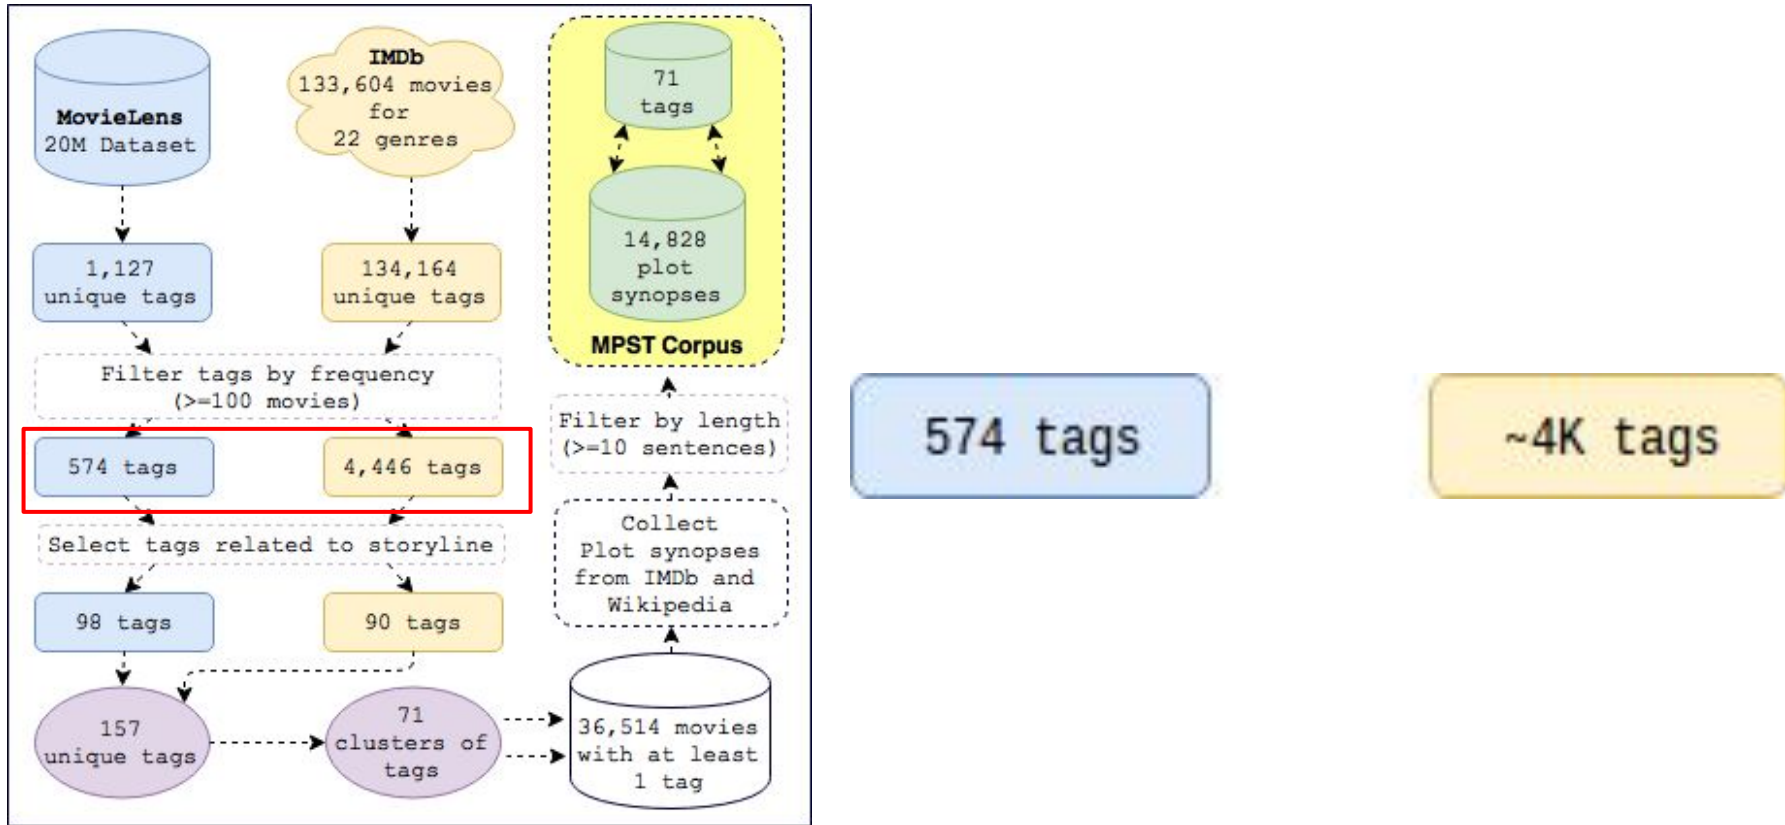 MovieLens
20M Dataset
IMDb
133,604 movies
for
22 genres
1,127
unique tags
134,164
unique tags
Filter tags by frequency
(>=100 movies)
574 tags
4,446 tags
Select tags related to storyline
98 tags
90 tags
157
unique tags
71
clusters of
tags
36,514 movies
with at least
1 tag
Collect
Plot synopses
from IMDb and
Wikipedia
Filter by length
(>=10 sentences)
71
tags
14,828
plot
synopses
MPST Corpus
574 tags
~4K tags